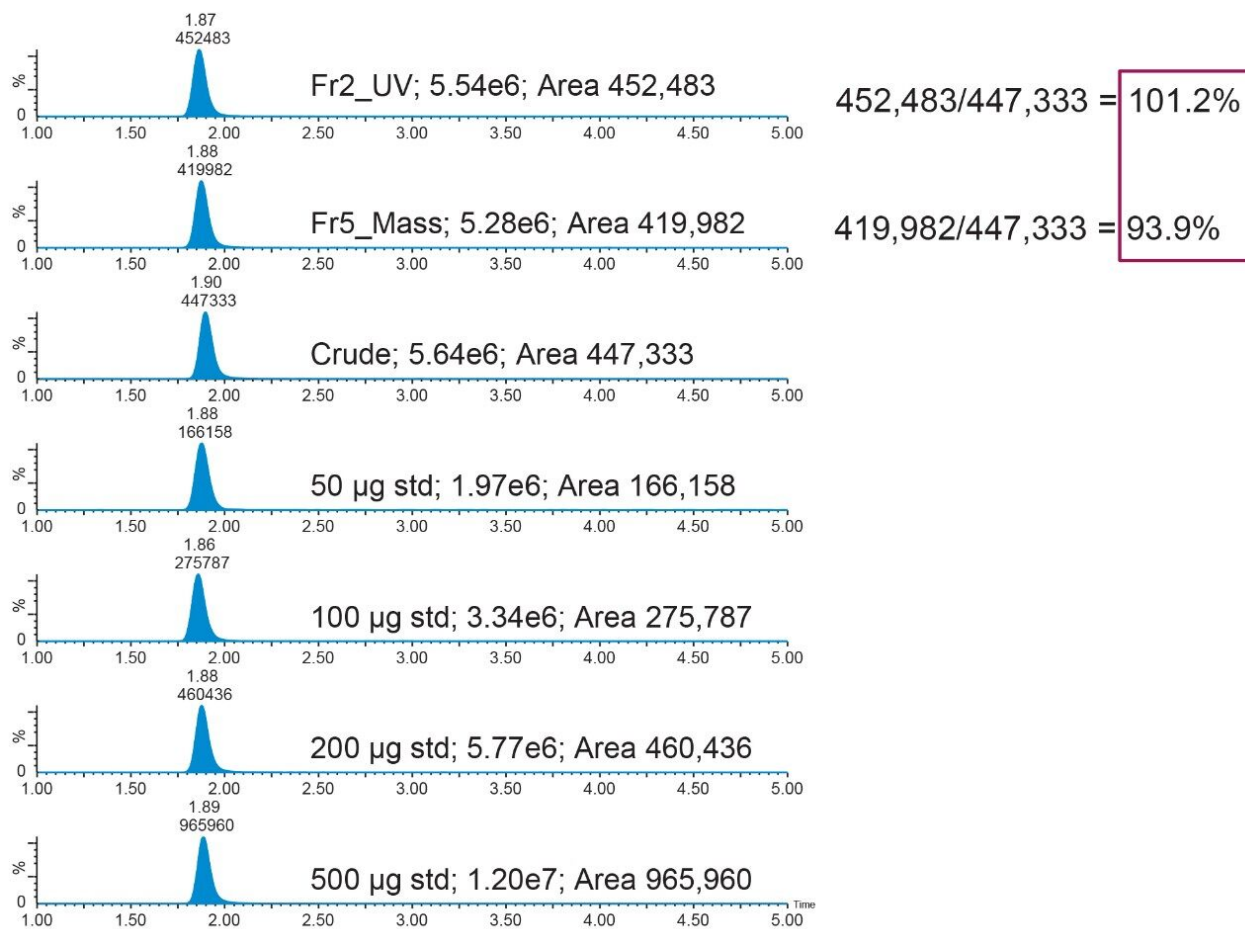 1.87
452483
%
0
Fr2_UV; 5.54e6; Area 452,483
452,483/447,333 = 101.2%
1.00 1.50 2.00 2.50 3.00 3.50 4.00 4.50 5.00
1.88
419982
%
0
Fr5_Mass; 5.28e6; Area 419,982
419,982/447,333 = 93.9%
1.00 1.50 2.00 2.50 3.00 3.50 4.00 4.50 5.00
1.90
447333
%
0
Crude; 5.64e6; Area 447,333
1.00 1.50 2.00 2.50 3.00 3.50 4.00 4.50 5.00
1.88
166158
%
0
50 µg std; 1.97e6; Area 166,158
1.00 1.50 2.00 2.50 3.00 3.50 4.00 4.50 5.00
1.86
275787
%
0
100 µg std; 3.34e6; Area 275,787
1.00 1.50 2.00 2.50 3.00 3.50 4.00 4.50 5.00
1.88
460436
%
0
200 µg std; 5.77e6; Area 460,436
1.00 1.50 2.00 2.50 3.00 3.50 4.00 4.50 5.00
1.89
965960
%
0
500 µg std; 1.20e7; Area 965,960
Time
1.00 1.50 2.00 2.50 3.00 3.50 4.00 4.50 5.00